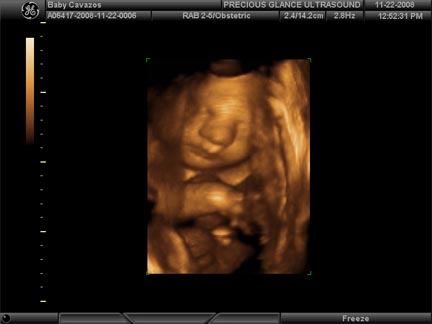 Baby Cavazos PRECIOUS GLANCE ULTRASOUND 11-22-2008
A06417-2008-11-22-0006 RAB 2-5/Obstetric 2.4/14.2cm 2.8Hz 12:52:31 PM
GE
Freeze